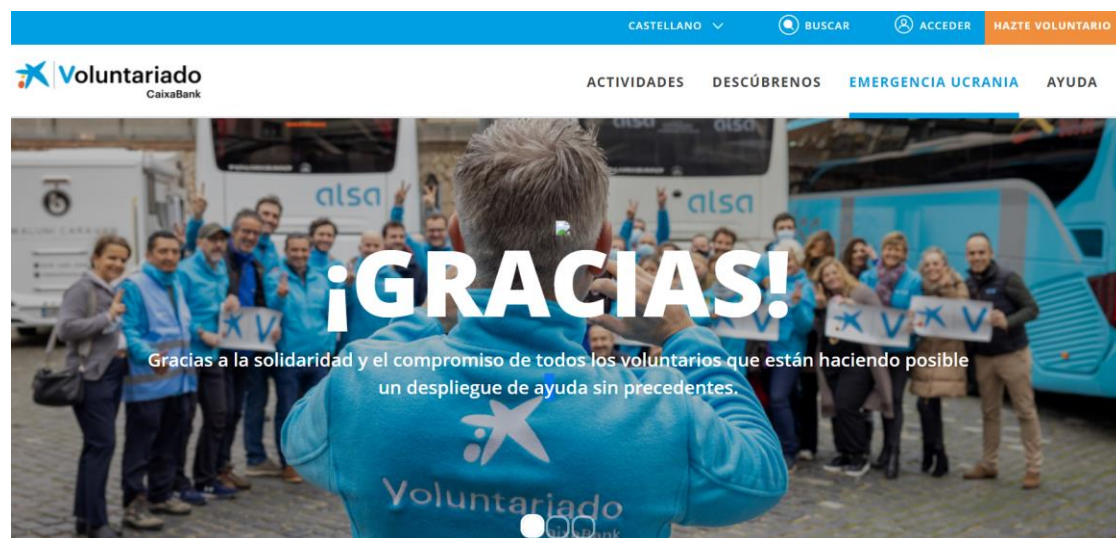 CASTELLANO
BUSCAR
ACCEDER
HAZTE VOLUNTARIO
Voluntariado
CaixaBank
ACTIVIDADES
DESCÚBRENOS
EMERGENCIA UCRANIA
AYUDA
alsa
alsa
alsa
alsa
¡GRACIAS!
Gracias a la solidaridad y el compromiso de todos los voluntarios que están haciendo posible
un despliegue de ayuda sin precedentes.
Voluntariado
CaixaBank